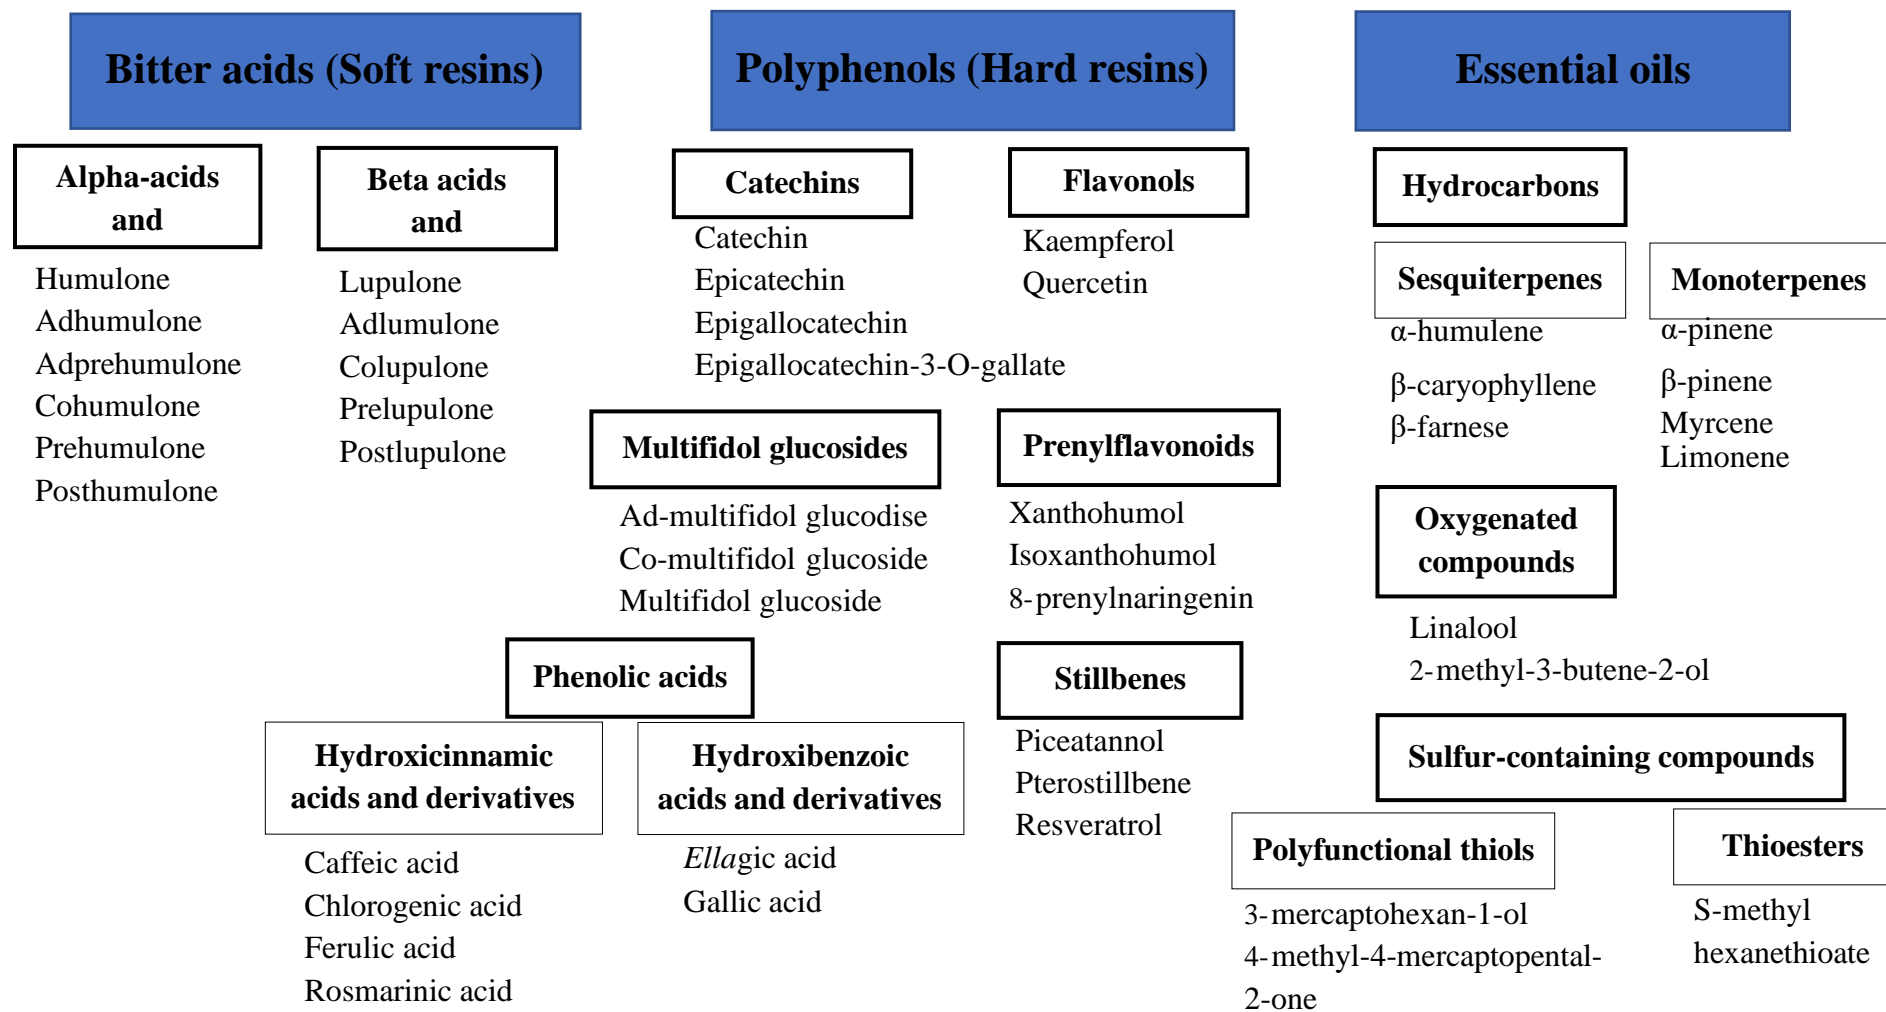 Bitter acids (Soft resins)
Alpha-acids
and
Humulone
Adhumulone
Adprehumulone
Cohumulone
Prehumulone
Posthumulone
Beta acids
and
Lupulone
Adlumulone
Colupulone
Prelupulone
Postlupulone
Polyphenols (Hard resins)
Catechins
Catechin
Epicatechin
Epigallocatechin
Epigallocatechin-3-O-gallate
Flavonols
Kaempferol
Quercetin
Multifidol glucosides
Ad-multifidol glucodise
Co-multifidol glucoside
Multifidol glucoside
Prenylflavonoids
Xanthohumol
Isoxanthohumol
8-prenylnaringenin
Phenolic acids
Hydroxicinnamic
acids and derivatives
Caffeic acid
Chlorogenic acid
Ferulic acid
Rosmarinic acid
Hydroxibenzoic
acids and derivatives
Ellagic acid
Gallic acid
Stillbenes
Piceatannol
Pterostillbene
Resveratrol
Essential oils
Hydrocarbons
Sesquiterpenes
α-humulene
β-caryophyllene
β-farnese
Monoterpenes
α-pinene
β-pinene
Myrcene
Limonene
Oxygenated
compounds
Linalool
2-methyl-3-butene-2-ol
Sulfur-containing compounds
Polyfunctional thiols
3-mercaptohexan-1-ol
4-methyl-4-mercaptopental-
2-one
Thioesters
S-methyl
hexanethioate